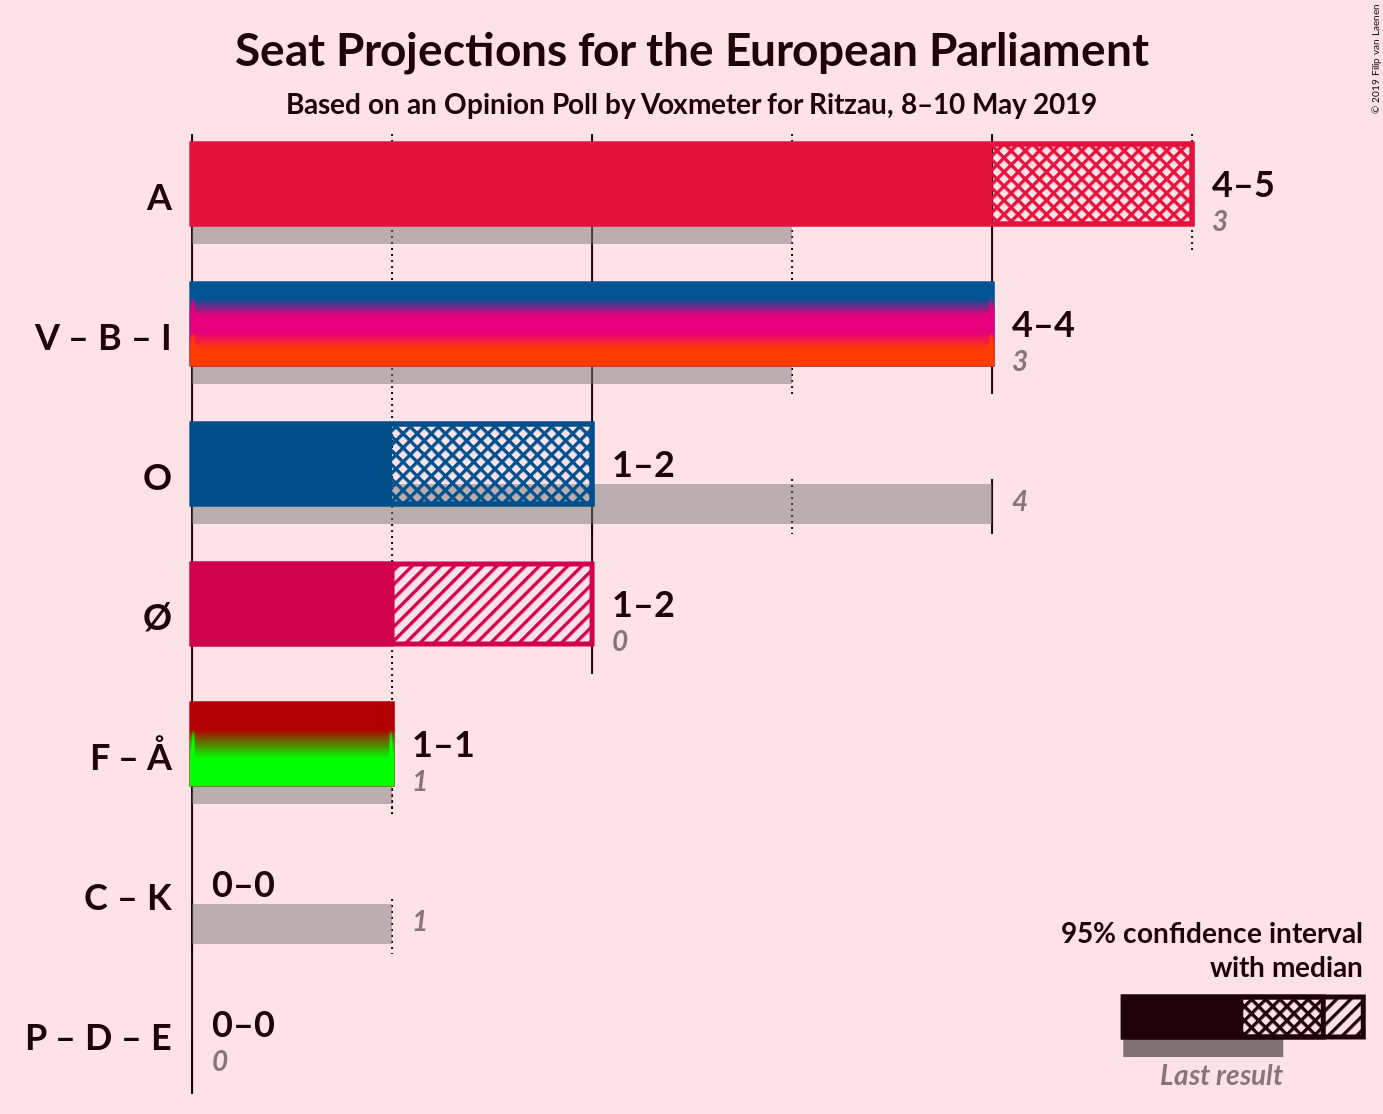 Seat Projections for the European Parliament
Based on an Opinion Poll by Voxmeter for Ritzau, 8–10 May 2019
© 2019 Filip van Laenen
A
4–5
3
V – B – I
4–4
3
O
1–2
4
Ø
1–2
0
F – Å
1–1
1
C – K
0–0
1
P – D – E
0–0
0
95% confidence interval
with median
Last result